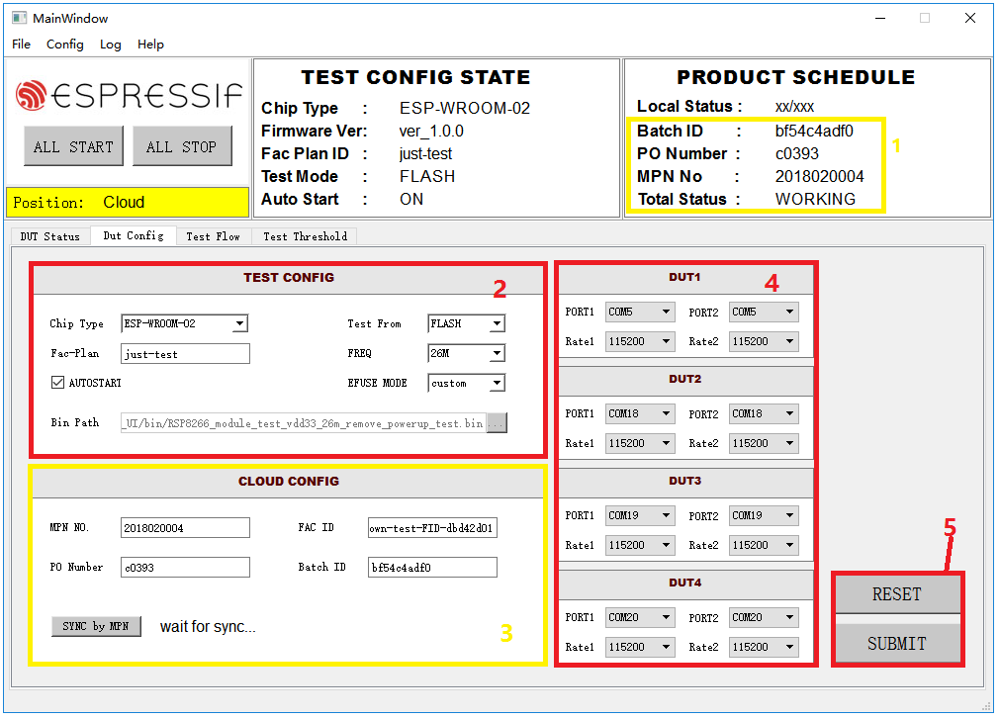 MainWindow
File Config Log Help
ESPRESSIF
ALL START ALL STOP
Position: Cloud
TEST CONFIG STATE
Chip Type : ESP-WROOM-02
Firmware Ver: ver_1.0.0
Fac Plan ID : just-test
Test Mode : FLASH
Auto Start : ON
PRODUCT SCHEDULE
Local Status : xx/xxx
Batch ID : bf54c4adf0
PO Number : c0393
MPN No : 2018020004
Total Status : WORKING
1
DUT Status Dut Config Test Flow Test Threshold
TEST CONFIG
2
Chip Type ESP-WROOM-02 Test From FLASH
Fac-Plan just-test FREQ 26M
AUTOSTART EFUSE MODE custom
Bin Path _UI/bin/RSP8266_module_test_vdd33_26m_remove_powerup_test.bin ...
CLOUD CONFIG
MPN NO. 2018020004 FAC ID own-test-FID-dbd42d01
PO Number c0393 Batch ID bf54c4adf0
SYNC by MPN wait for sync...
3
DUT1
4
PORT1 COM5 PORT2 COM5
Rate1 115200 Rate2 115200
DUT2
PORT1 COM18 PORT2 COM18
Rate1 115200 Rate2 115200
DUT3
PORT1 COM19 PORT2 COM19
Rate1 115200 Rate2 115200
DUT4
PORT1 COM20 PORT2 COM20
Rate1 115200 Rate2 115200
5
RESET
SUBMIT